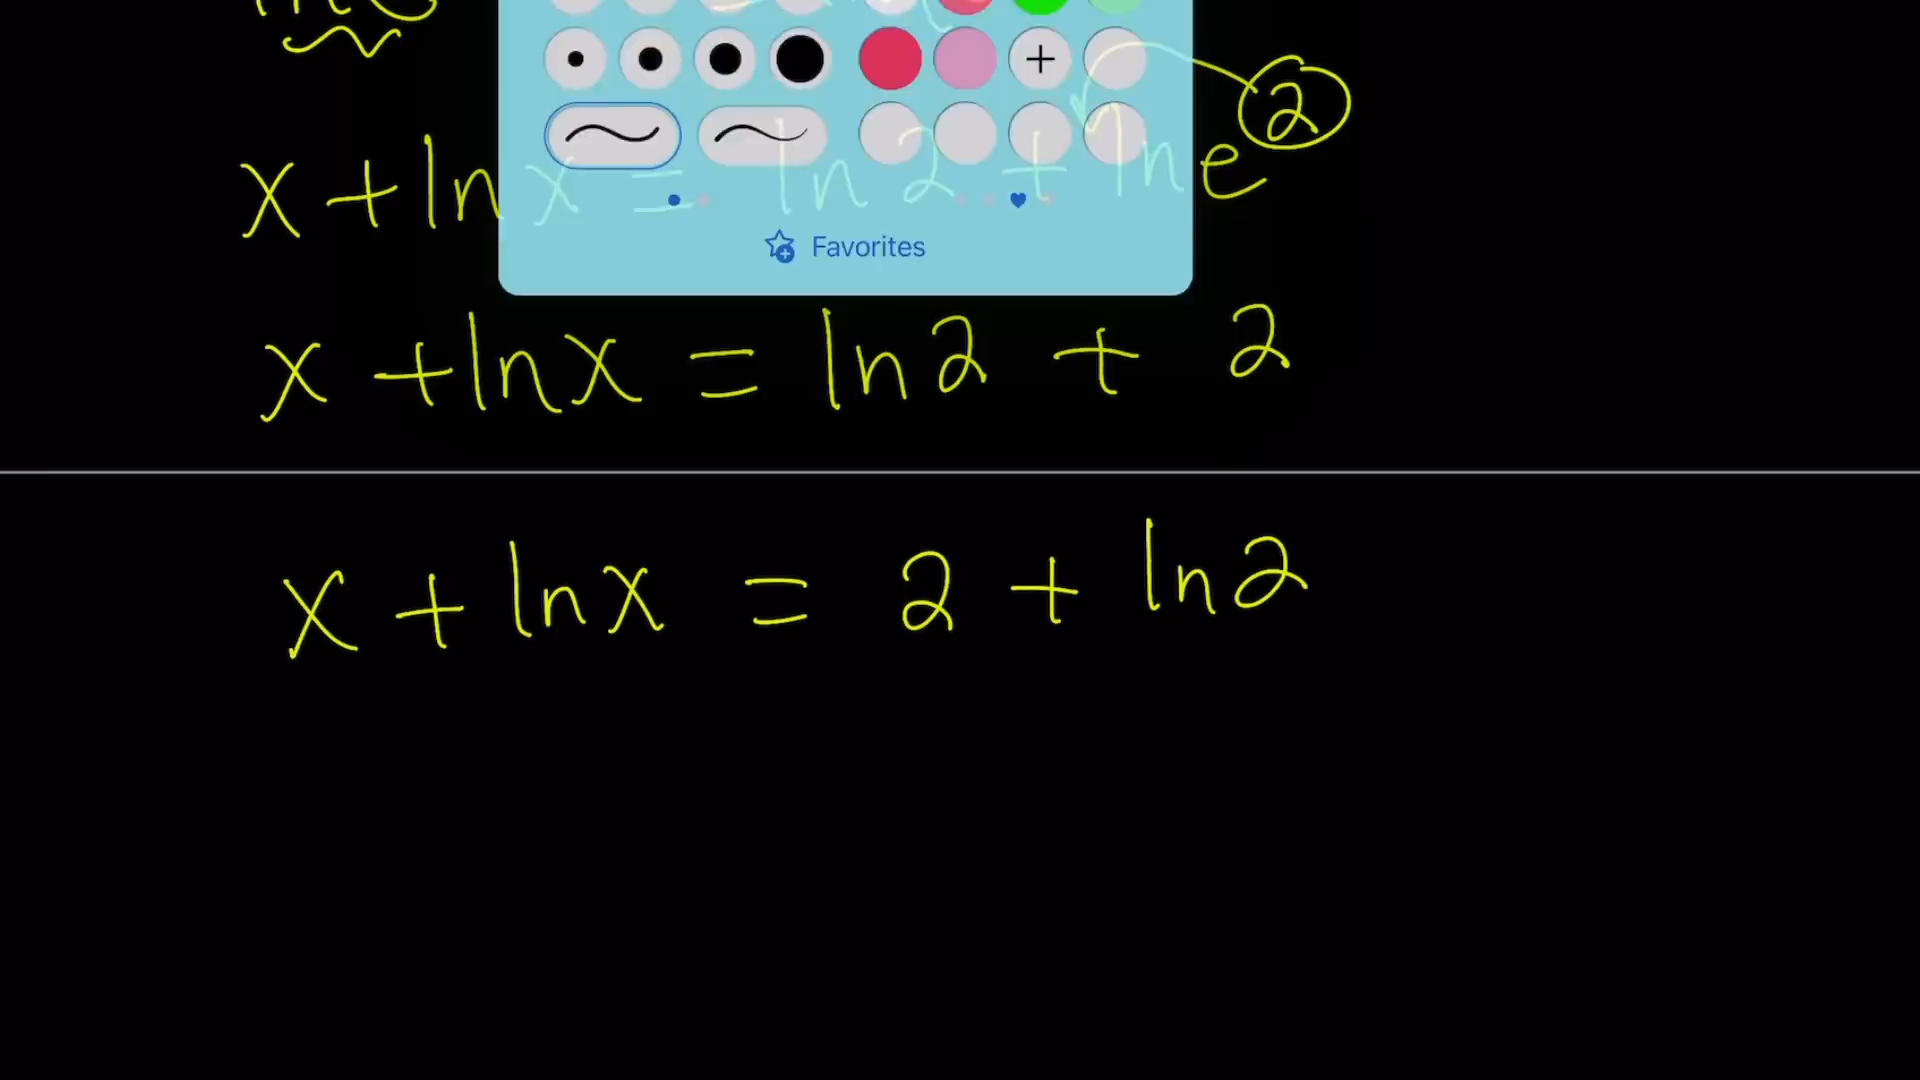 x + ln x = ln 2 + ln e²
Favorites
x + ln x = ln 2 + 2
x + ln x = 2 + ln 2